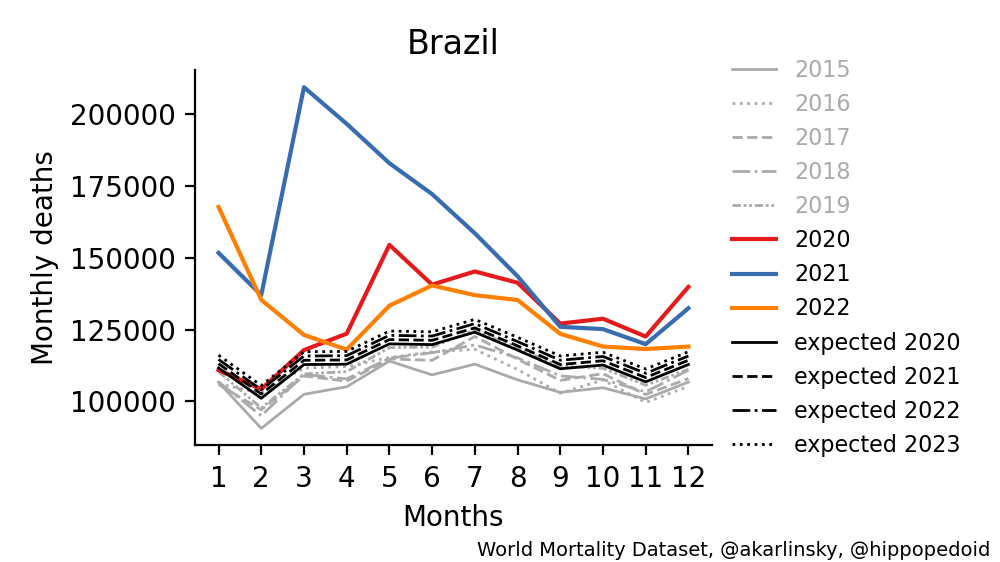 Brazil
Monthly deaths
200000
175000
150000
125000
100000
1 2 3 4 5 6 7 8 9 10 11 12
Months
2015
2016
2017
2018
2019
2020
2021
2022
expected 2020
expected 2021
expected 2022
expected 2023
World Mortality Dataset, @akarlinsky, @hippopedoid